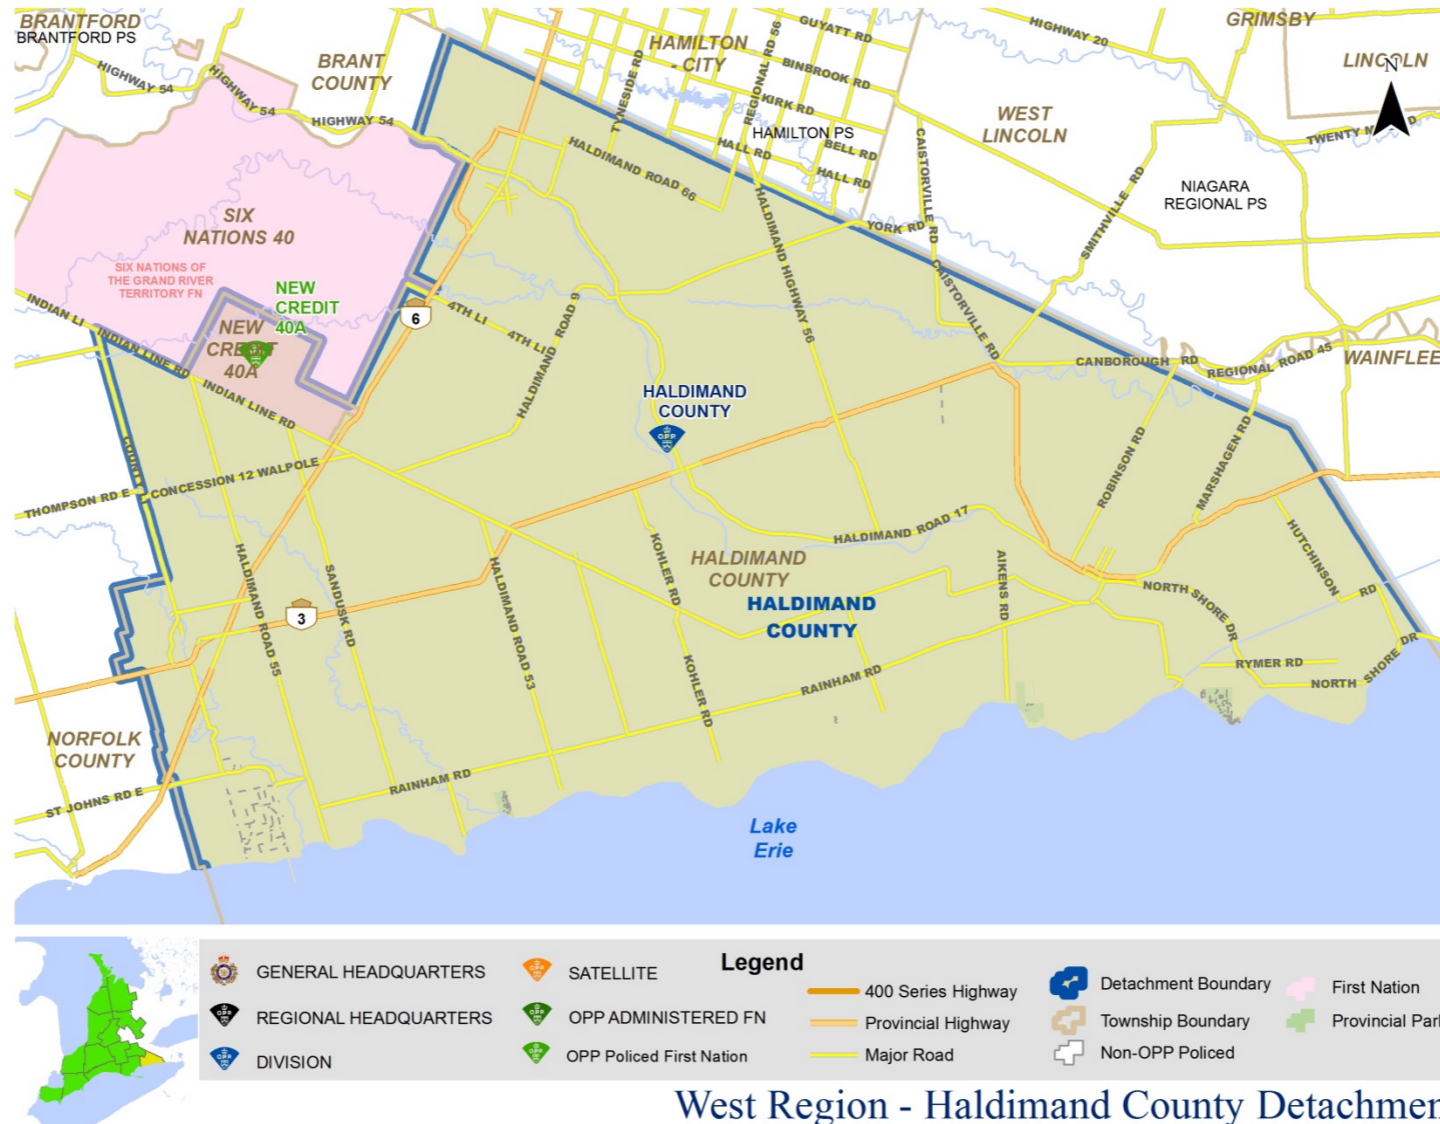 BRANTFORD
BRANTFORD PS
BRANT
COUNTY
HIGHWAY 54
HIGHWAY 54
HIGHWAY 54
HAMILTON
- CITY
TYNESIDE RD
REGIONAL RD 56
GUYATT RD
BINBROOK RD
KIRK RD
HAMILTON PS
HALL RD
BELL RD
HALL RD
HIGHWAY 20
GRIMSBY
LINCOLN
N
WEST
LINCOLN
NIAGARA
REGIONAL PS
CAISTORVILLE RD
SMITHVILLE RD
YORK RD
CAISTORVILLE RD
HALDIMAND ROAD 66
HALDIMAND HIGHWAY 56
SIX
NATIONS 40
SIX NATIONS OF
THE GRAND RIVER
TERRITORY FN
NEW
CREDIT
40A
NEW
CREDIT
40A
INDIAN LI
INDIAN LINE RD
INDIAN LINE RD
6
4TH LI
4TH LI
HALDIMAND ROAD 9
HALDIMAND
COUNTY
OPP
CANBOROUGH RD
REGIONAL ROAD 45
WAINFLEE
COUNTY
THOMPSON RD E
CONCESSION 12 WALPOLE
ROBINSON RD
MARSHAGEN RD
HUTCHINSON RD
HALDIMAND ROAD 17
HALDIMAND ROAD 55
SANDUSK RD
HALDIMAND ROAD 53
KOHLER RD
KOHLER RD
HALDIMAND
COUNTY
HALDIMAND
COUNTY
AIKENS RD
NORTH SHORE DR
RYMER RD
NORTH SHORE DR
3
RAINHAM RD
RAINHAM RD
NORFOLK
COUNTY
ST JOHNS RD E
Lake
Erie
Legend
GENERAL HEADQUARTERS
REGIONAL HEADQUARTERS
DIVISION
SATELLITE
OPP ADMINISTERED FN
OPP Policed First Nation
400 Series Highway
Provincial Highway
Major Road
Detachment Boundary
Township Boundary
Non-OPP Policed
First Nation
Provincial Park
West Region - Haldimand County Detachmen